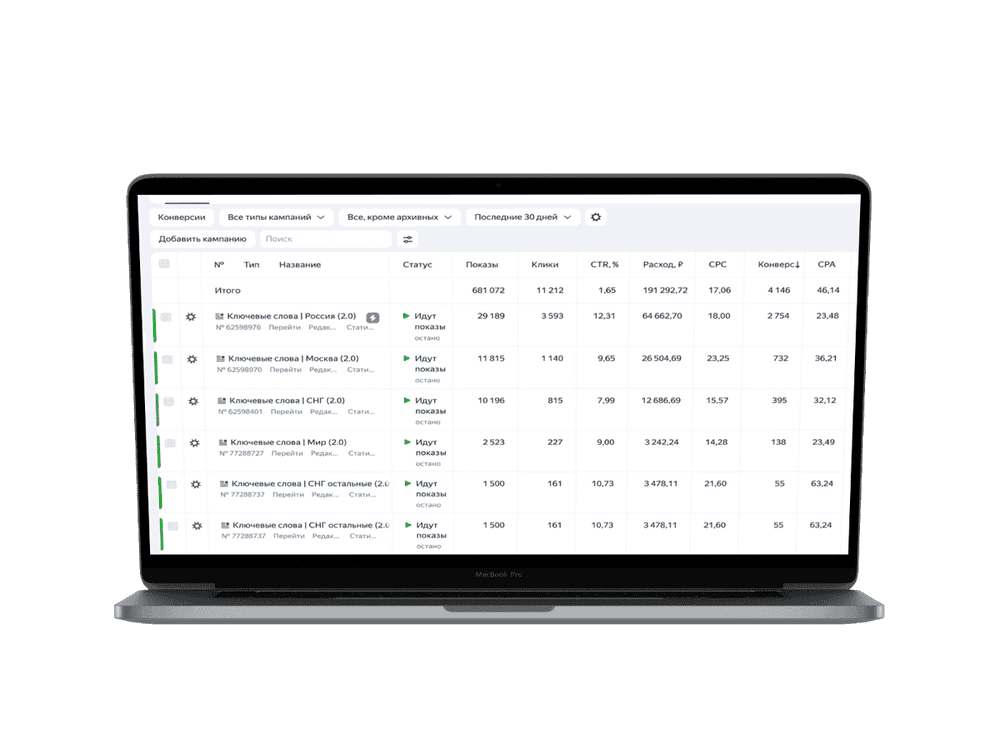 Конверсии Все типы кампаний Все, кроме архивных Последние 30 дней
Добавить кампанию Поиск
№ Тип Название Статус Показы Клики CTR, % Расход, ₽ CPC Конверс↓ CPA
Итого 681 072 11 212 1,65 191 292,72 17,06 4 146 46,14
Ключевые слова | Россия (2.0) Идут показы 29 189 3 593 12,31 64 662,70 18,00 2 754 23,48
№ 62598976 Перейти Редак... Стати... остано
Ключевые слова | Москва (2.0) Идут показы 11 815 1 140 9,65 26 504,69 23,25 732 36,21
№ 62598970 Перейти Редак... Стати... остано
Ключевые слова | СНГ (2.0) Идут показы 10 196 815 7,99 12 686,69 15,57 395 32,12
№ 62598401 Перейти Редак... Стати... остано
Ключевые слова | Мир (2.0) Идут показы 2 523 227 9,00 3 242,24 14,28 138 23,49
№ 77288727 Перейти Редак... Стати... остано
Ключевые слова | СНГ остальные (2.0 Идут показы 1 500 161 10,73 3 478,11 21,60 55 63,24
№ 77288737 Перейти Редак... Стати... остано
Ключевые слова | СНГ остальные (2.0 Идут показы 1 500 161 10,73 3 478,11 21,60 55 63,24
№ 77288737 Перейти Редак... Стати... остано
MacBook Pro